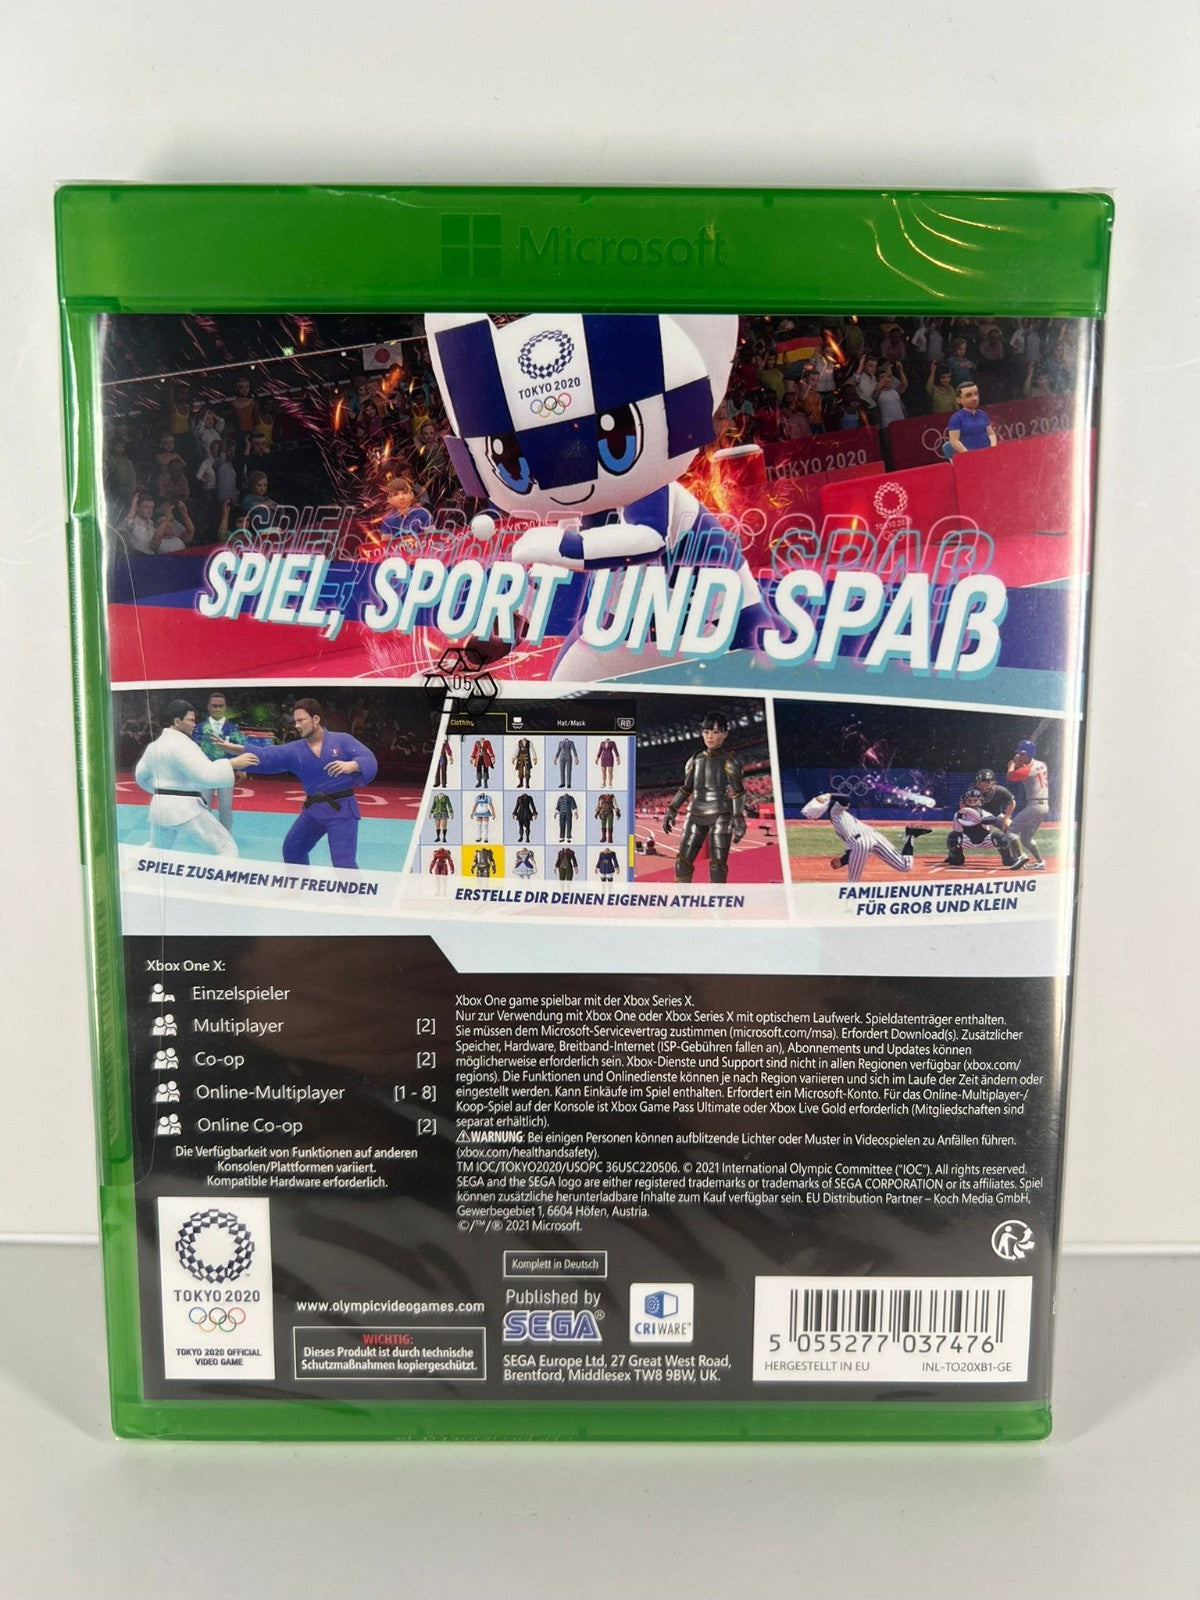 Microsoft
TOKYO 2020
TOKYO 2020
TOKYO 2020
SPIEL, SPORT UND SPAß
05
Clothing
Hat/Mask
RB
SPIELE ZUSAMMEN MIT FREUNDEN
ERSTELLE DIR DEINEN EIGENEN ATHLETEN
FAMILIENUNTERHALTUNG
FÜR GROß UND KLEIN
Xbox One X:
Einzelspieler
Multiplayer [2]
Co-op [2]
Online-Multiplayer [1 - 8]
Online Co-op [2]
Die Verfügbarkeit von Funktionen auf anderen
Konsolen/Plattformen variiert.
Kompatible Hardware erforderlich.
Xbox One game spielbar mit der Xbox Series X.
Nur zur Verwendung mit Xbox One oder Xbox Series X mit optischem Laufwerk. Spieldatenträger enthalten.
Sie müssen dem Microsoft-Servicevertrag zustimmen (microsoft.com/msa). Erfordert Download(s). Zusätzlicher
Speicher, Hardware, Breitband-Internet (ISP-Gebühren fallen an), Abonnements und Updates können
möglicherweise erforderlich sein. Xbox-Dienste und Support sind nicht in allen Regionen verfügbar (xbox.com/
regions). Die Funktionen und Onlinedienste können je nach Region variieren und sich im Laufe der Zeit ändern oder
eingestellt werden. Kann Einkäufe im Spiel enthalten. Erfordert ein Microsoft-Konto. Für das Online-Multiplayer-/
Koop-Spiel auf der Konsole ist Xbox Game Pass Ultimate oder Xbox Live Gold erforderlich (Mitgliedschaften sind
separat erhältlich).
⚠WARNUNG: Bei einigen Personen können aufblitzende Lichter oder Muster in Videospielen zu Anfällen führen.
(xbox.com/healthandsafety).
TM IOC/TOKYO2020/USOPC 36USC220506. © 2021 International Olympic Committee ("IOC"). All rights reserved.
SEGA and the SEGA logo are either registered trademarks or trademarks of SEGA CORPORATION or its affiliates. Spiel
können zusätzliche herunterladbare Inhalte zum Kauf verfügbar sein. EU Distribution Partner – Koch Media GmbH,
Gewerbegebiet 1, 6604 Höfen, Austria.
©/™/® 2021 Microsoft.
TOKYO 2020
TOKYO 2020 OFFICIAL
VIDEO GAME
www.olympicvideogames.com
WICHTIG:
Dieses Produkt ist durch technische
Schutzmaßnahmen kopiergeschützt.
Komplett in Deutsch
Published by
SEGA®
CRIWARE™
SEGA Europe Ltd, 27 Great West Road,
Brentford, Middlesex TW8 9BW, UK.
5 055277 037476
HERGESTELLT IN EU INL-TO20XB1-GE